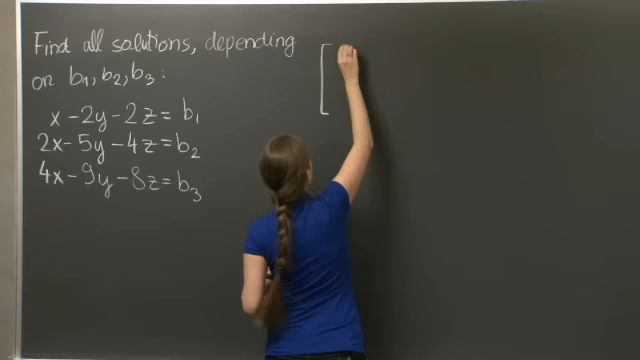 Find all solutions, depending
on b₁, b₂, b₃ :
x - 2y - 2z = b₁
2x - 5y - 4z = b₂
4x - 9y - 8z = b₃
[